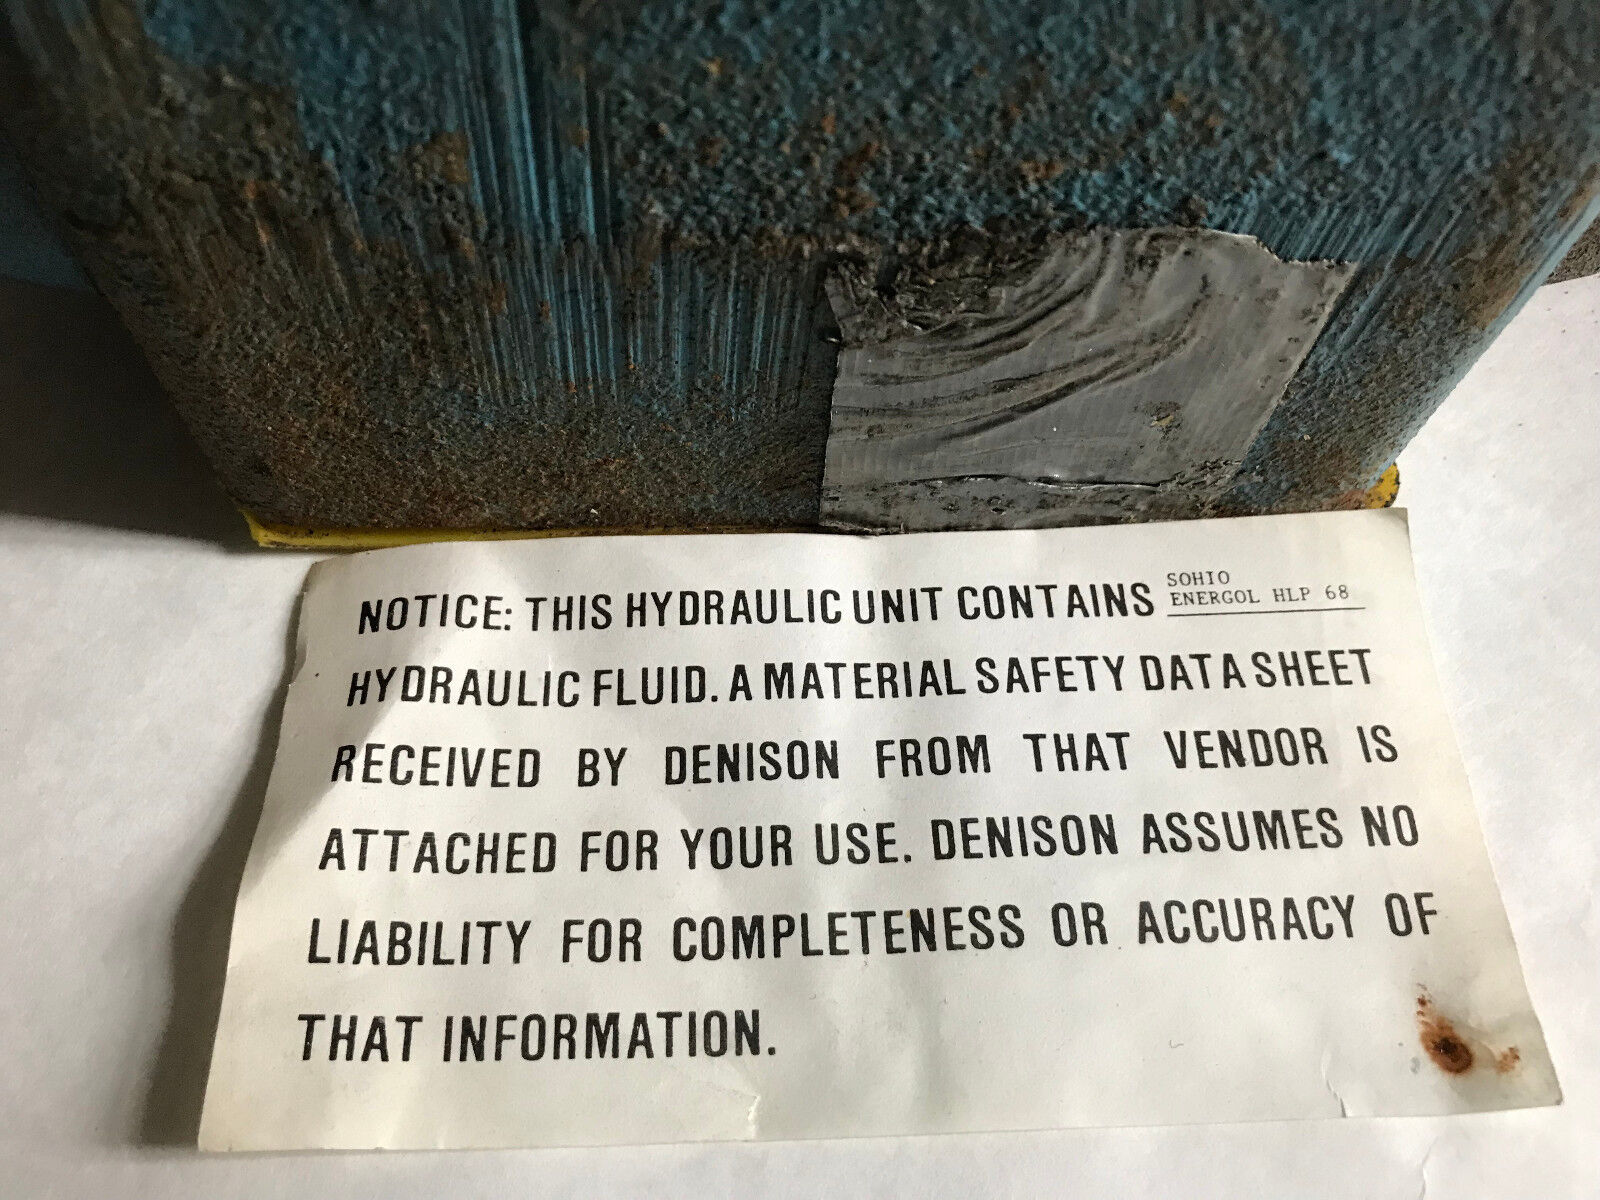 NOTICE: THIS HYDRAULIC UNIT CONTAINS SOHIO
ENERGOL HLP 68
HYDRAULIC FLUID. A MATERIAL SAFETY DATA SHEET
RECEIVED BY DENISON FROM THAT VENDOR IS
ATTACHED FOR YOUR USE. DENISON ASSUMES NO
LIABILITY FOR COMPLETENESS OR ACCURACY OF
THAT INFORMATION.